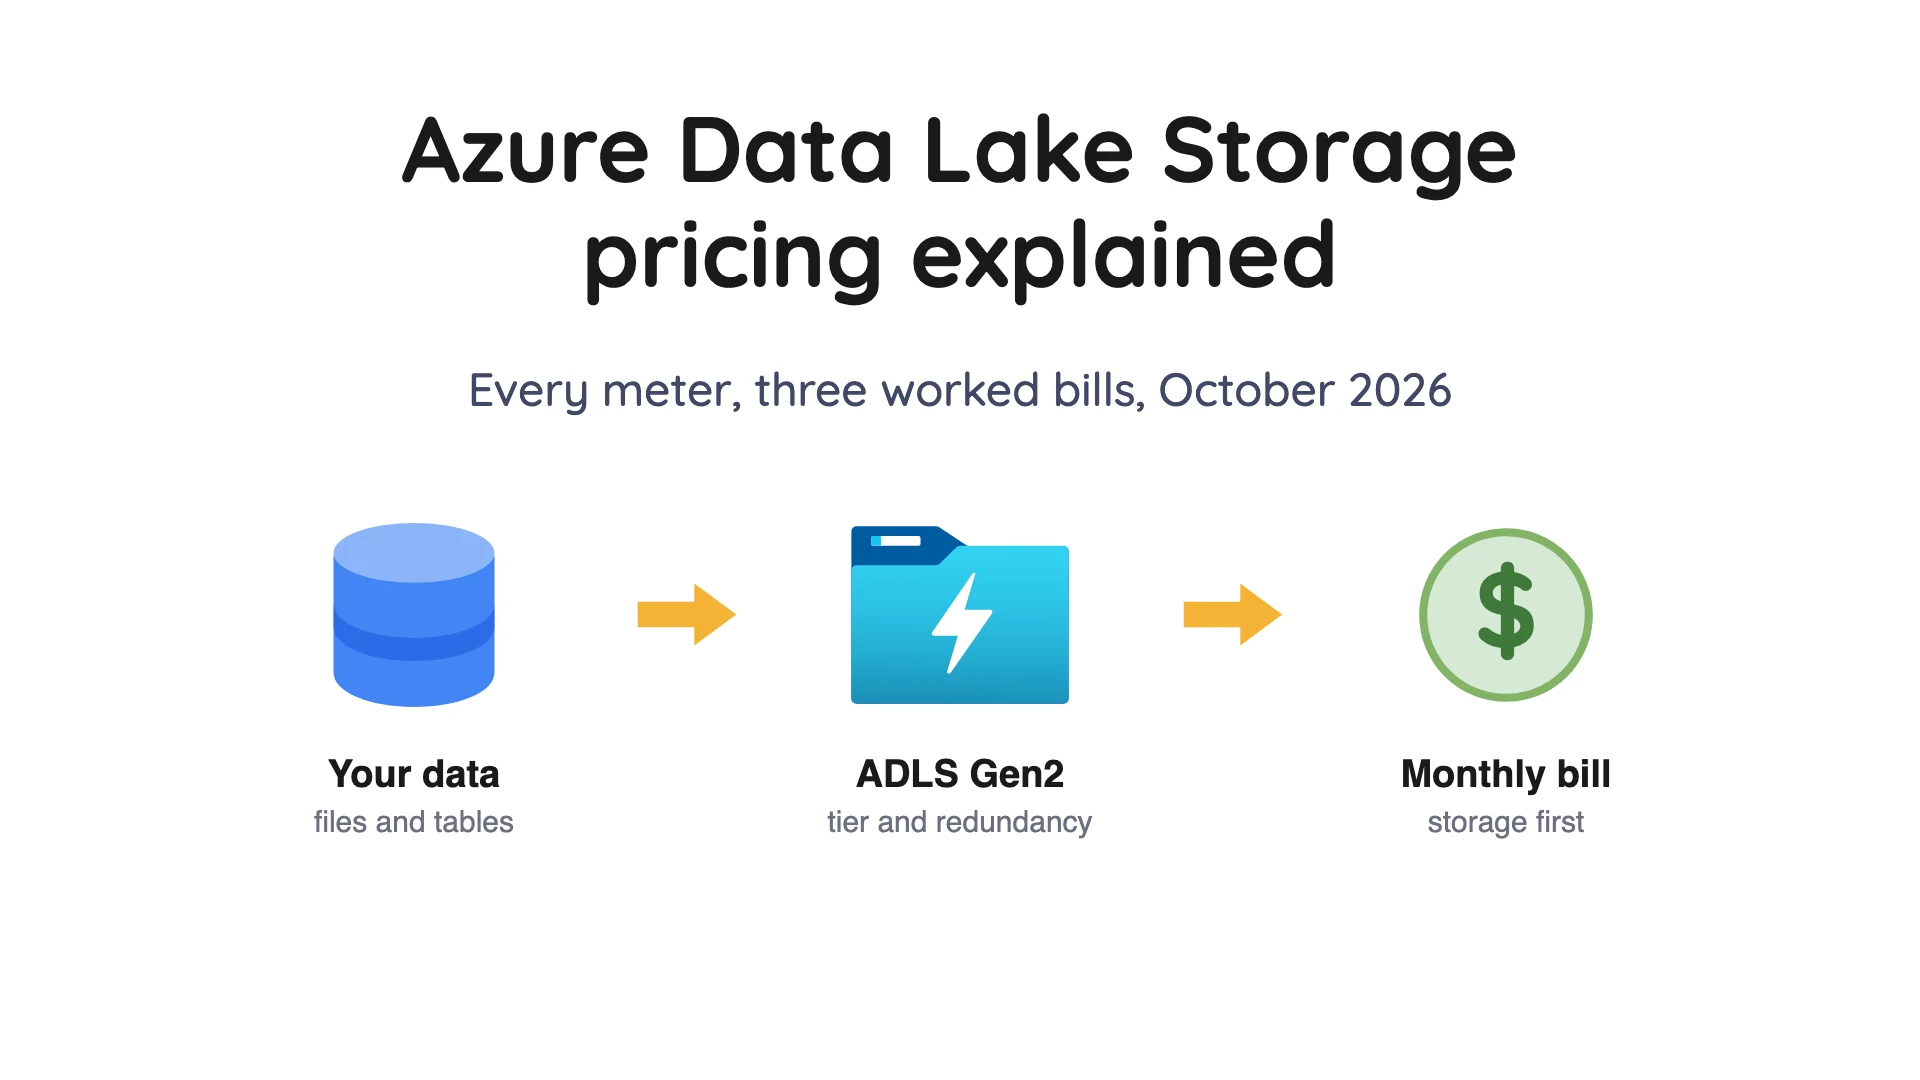 Azure Data Lake Storage
pricing explained
Every meter, three worked bills, October 2026
$
Your data
files and tables
ADLS Gen2
tier and redundancy
Monthly bill
storage first